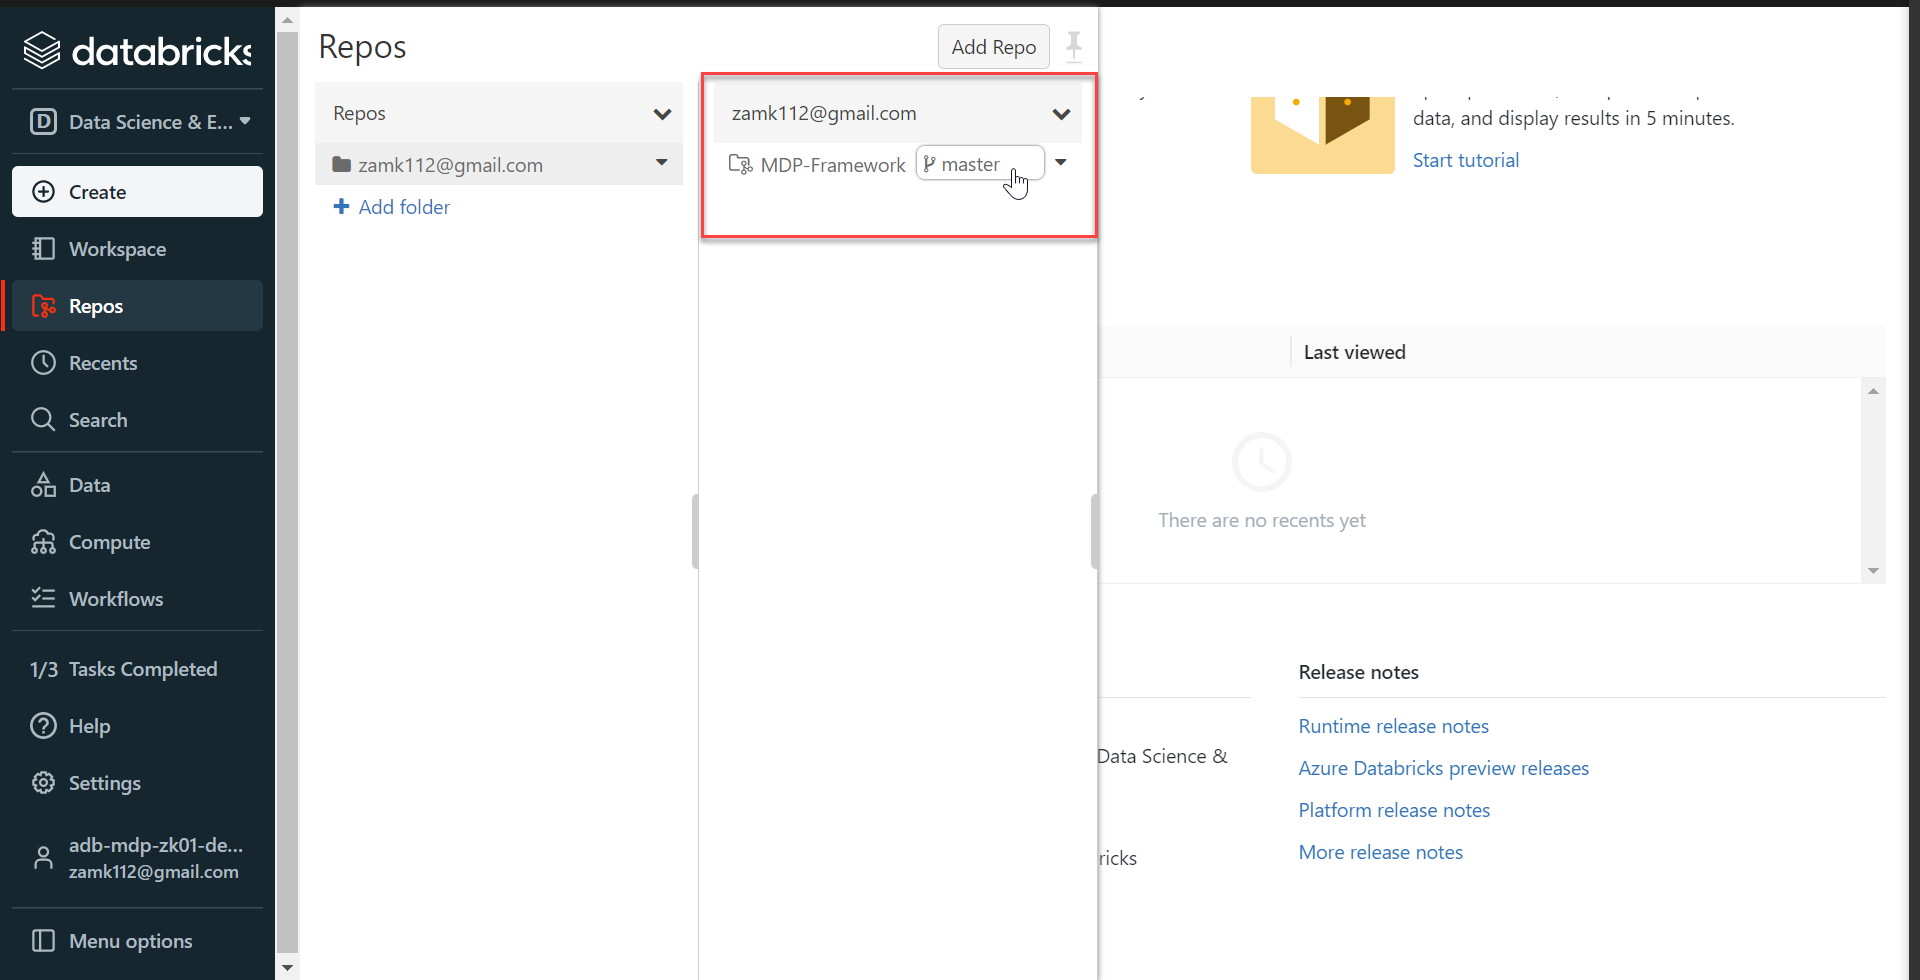 databricks
Data Science & E...
Create
Workspace
Repos
Recents
Search
Data
Compute
Workflows
1/3 Tasks Completed
Help
Settings
adb-mdp-zk01-de...
zamk112@gmail.com
Menu options
Repos
Add Repo
Repos
zamk112@gmail.com
Add folder
zamk112@gmail.com
MDP-Framework master
data, and display results in 5 minutes.
Start tutorial
Last viewed
There are no recents yet
Data Science &
ricks
Release notes
Runtime release notes
Azure Databricks preview releases
Platform release notes
More release notes